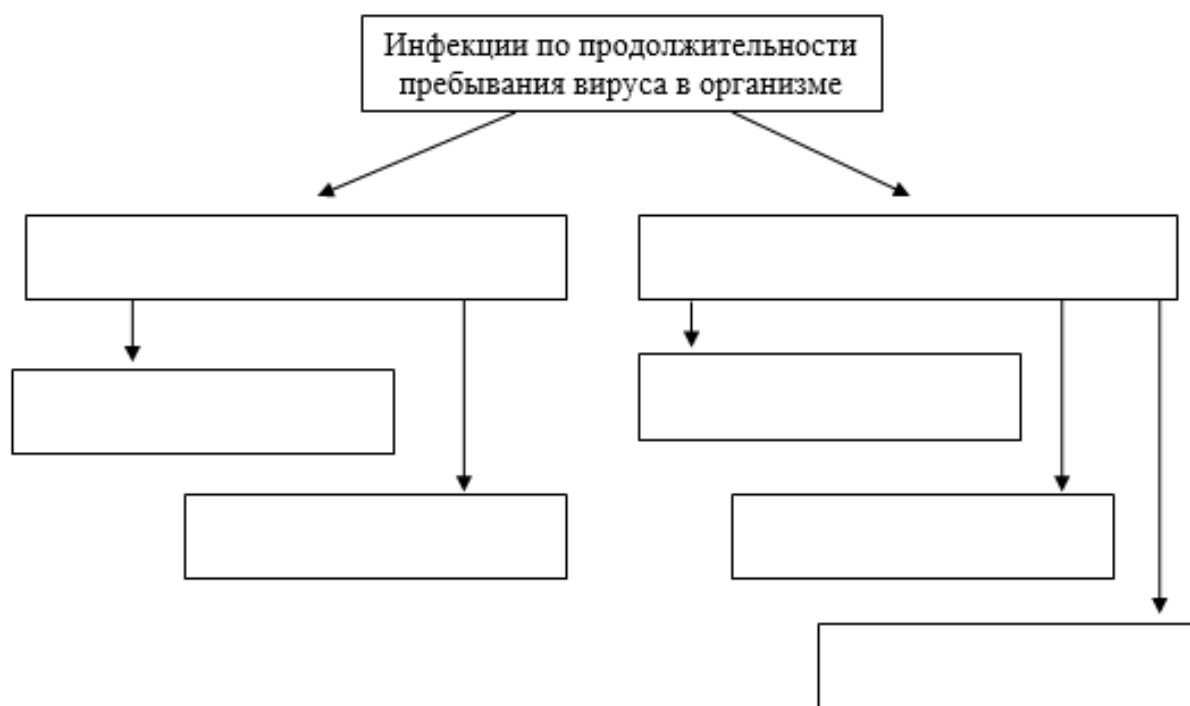 Инфекции по продолжительности
пребывания вируса в организме